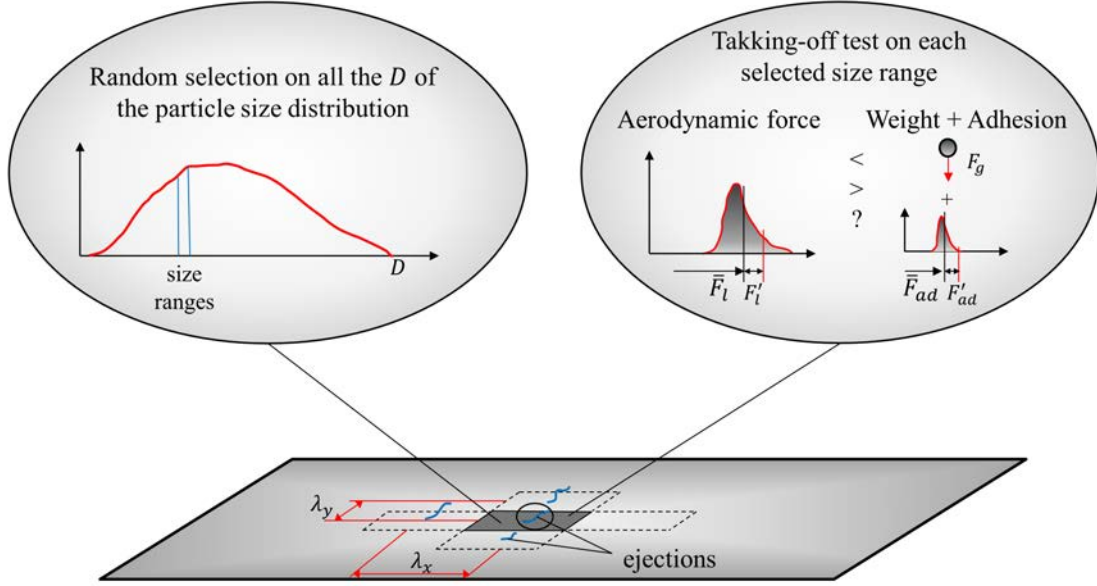 Random selection on all the D of
the particle size distribution
D
size
ranges
Takking-off test on each
selected size range
Aerodynamic force
Weight + Adhesion
<
>
?
F_g
+
F̅_l
F'_l
F̅_ad
F'_ad
λ_y
λ_x
ejections